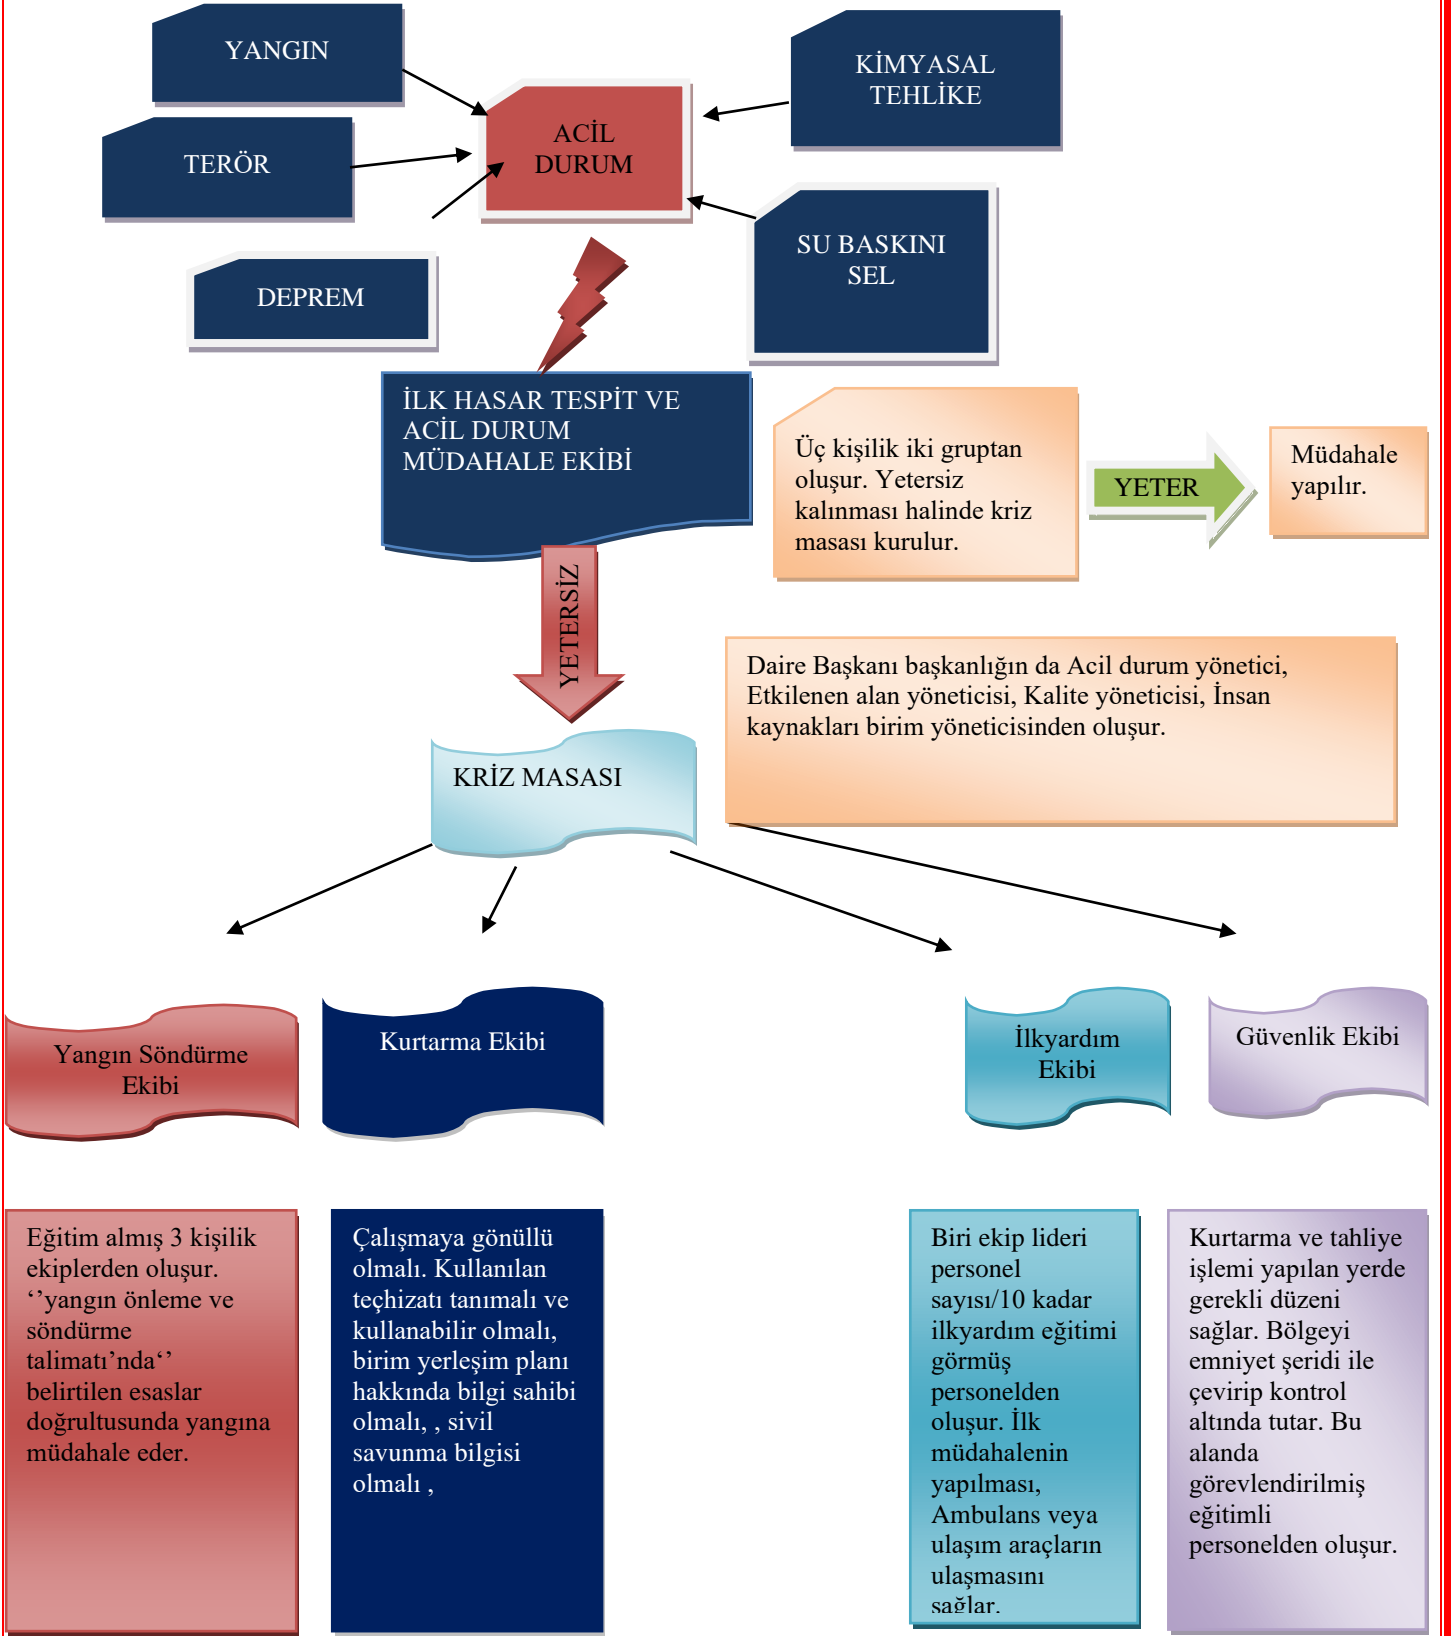 YANGIN
KİMYASAL
TEHLİKE
ACİL
DURUM
TERÖR
SU BASKINI
SEL
DEPREM
İLK HASAR TESPİT VE
ACİL DURUM
MÜDAHALE EKİBİ
Üç kişilik iki gruptan
oluşur. Yetersiz
kalınması halinde kriz
masası kurulur.
YETER
Müdahale
yapılır.
YETERSİZ
Daire Başkanı başkanlığın da Acil durum yönetici,
Etkilenen alan yöneticisi, Kalite yöneticisi, İnsan
kaynakları birim yöneticisinden oluşur.
KRİZ MASASI
Yangın Söndürme
Ekibi
Kurtarma Ekibi
İlkyardım
Ekibi
Güvenlik Ekibi
Eğitim almış 3 kişilik
ekiplerden oluşur.
‘’yangın önleme ve
söndürme
talimatı’nda‘’
belirtilen esaslar
doğrultusunda yangına
müdahale eder.
Çalışmaya gönüllü
olmalı. Kullanılan
teçhizatı tanımalı ve
kullanabilir olmalı,
birim yerleşim planı
hakkında bilgi sahibi
olmalı, , sivil
savunma bilgisi
olmalı ,
Biri ekip lideri
personel
sayısı/10 kadar
ilkyardım eğitimi
görmüş
personelden
oluşur. İlk
müdahalenin
yapılması,
Ambulans veya
ulaşım araçların
ulaşmasını
sağlar.
Kurtarma ve tahliye
işlemi yapılan yerde
gerekli düzeni
sağlar. Bölgeyi
emniyet şeridi ile
çevirip kontrol
altında tutar. Bu
alanda
görevlendirilmiş
eğitimli
personelden oluşur.